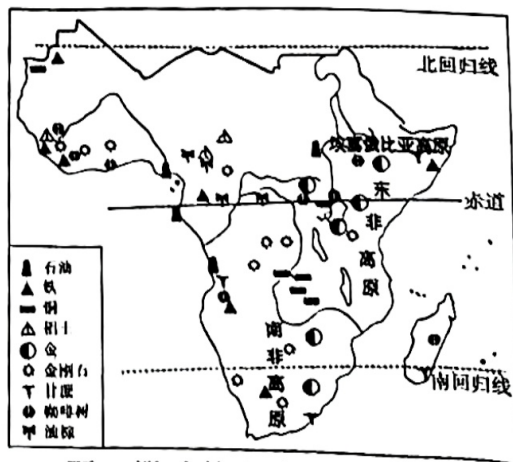 北回归线
埃塞俄比亚高原
东
非
高
原
赤道
石油
铁
铜
铝土
金
金刚石
甘蔗
咖啡树
油棕
南
非
高
原
南回归线